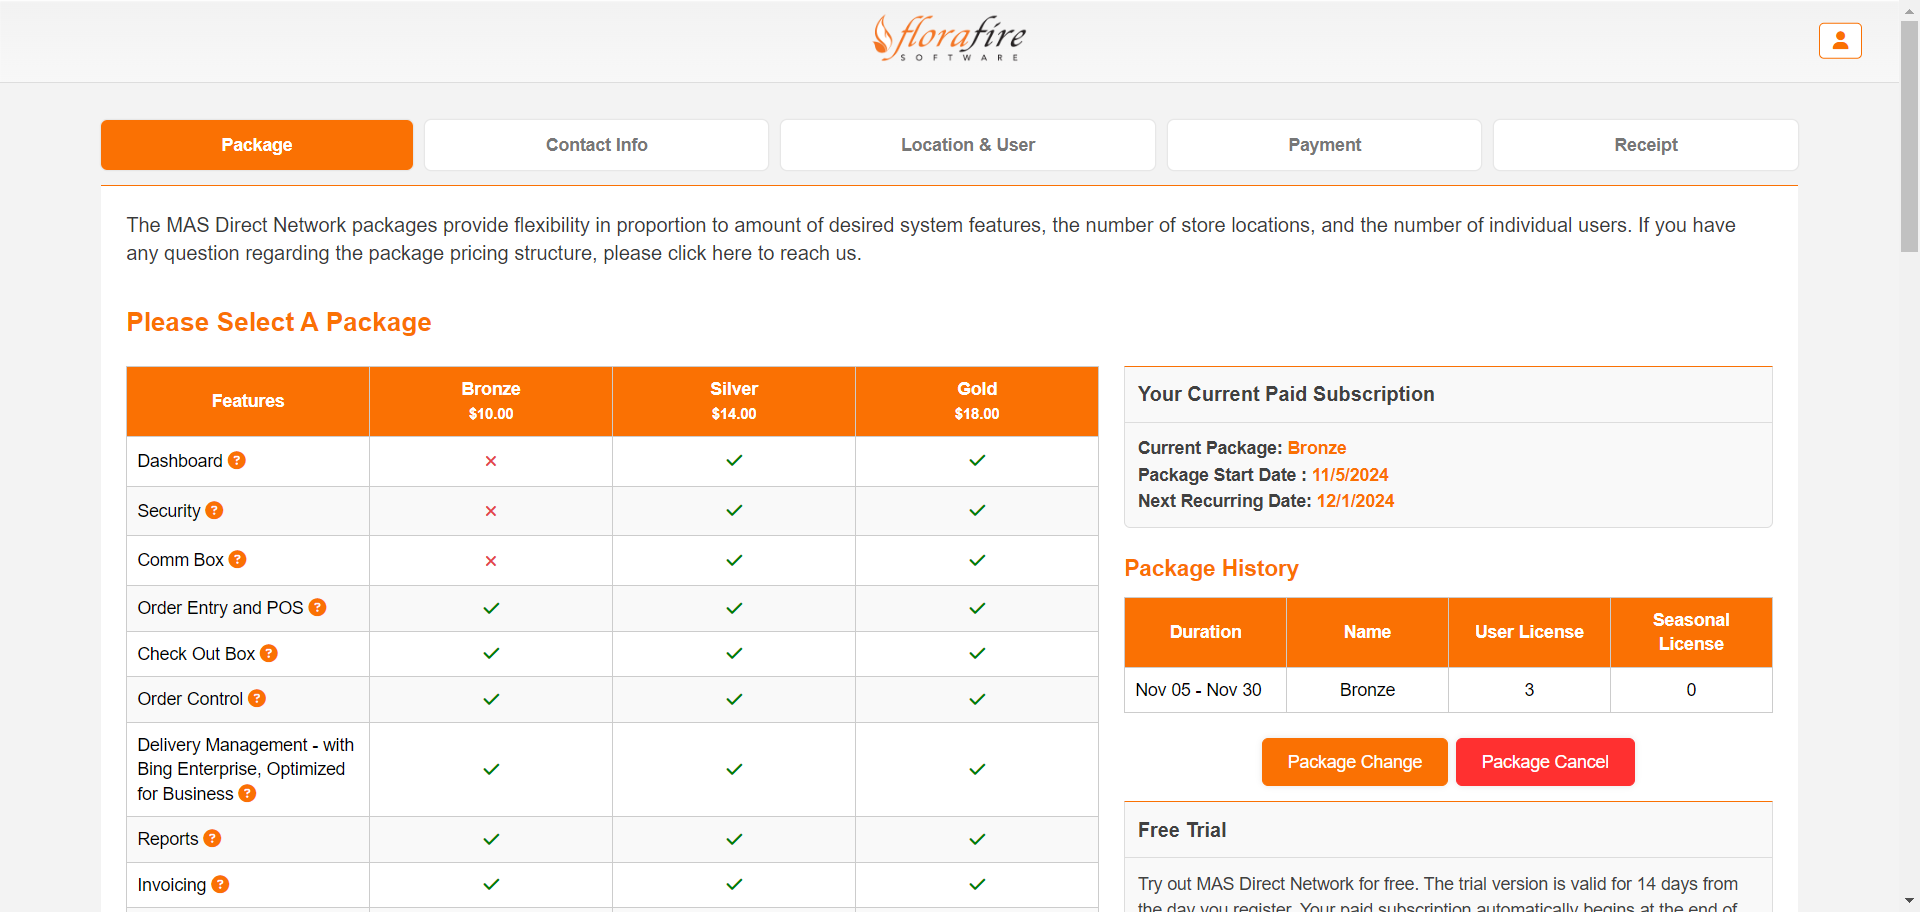 florafire
SOFTWARE
Package
Contact Info
Location & User
Payment
Receipt
The MAS Direct Network packages provide flexibility in proportion to amount of desired system features, the number of store locations, and the number of individual users. If you have
any question regarding the package pricing structure, please click here to reach us.
Please Select A Package
Features
Bronze
$10.00
Silver
$14.00
Gold
$18.00
Dashboard ?
Security ?
Comm Box ?
Order Entry and POS ?
Check Out Box ?
Order Control ?
Delivery Management - with
Bing Enterprise, Optimized
for Business ?
Reports ?
Invoicing ?
Your Current Paid Subscription
Current Package: Bronze
Package Start Date : 11/5/2024
Next Recurring Date: 12/1/2024
Package History
Duration
Name
User License
Seasonal
License
Nov 05 - Nov 30
Bronze
3
0
Package Change
Package Cancel
Free Trial
Try out MAS Direct Network for free. The trial version is valid for 14 days from
the day you register. Your paid subscription automatically begins at the end of